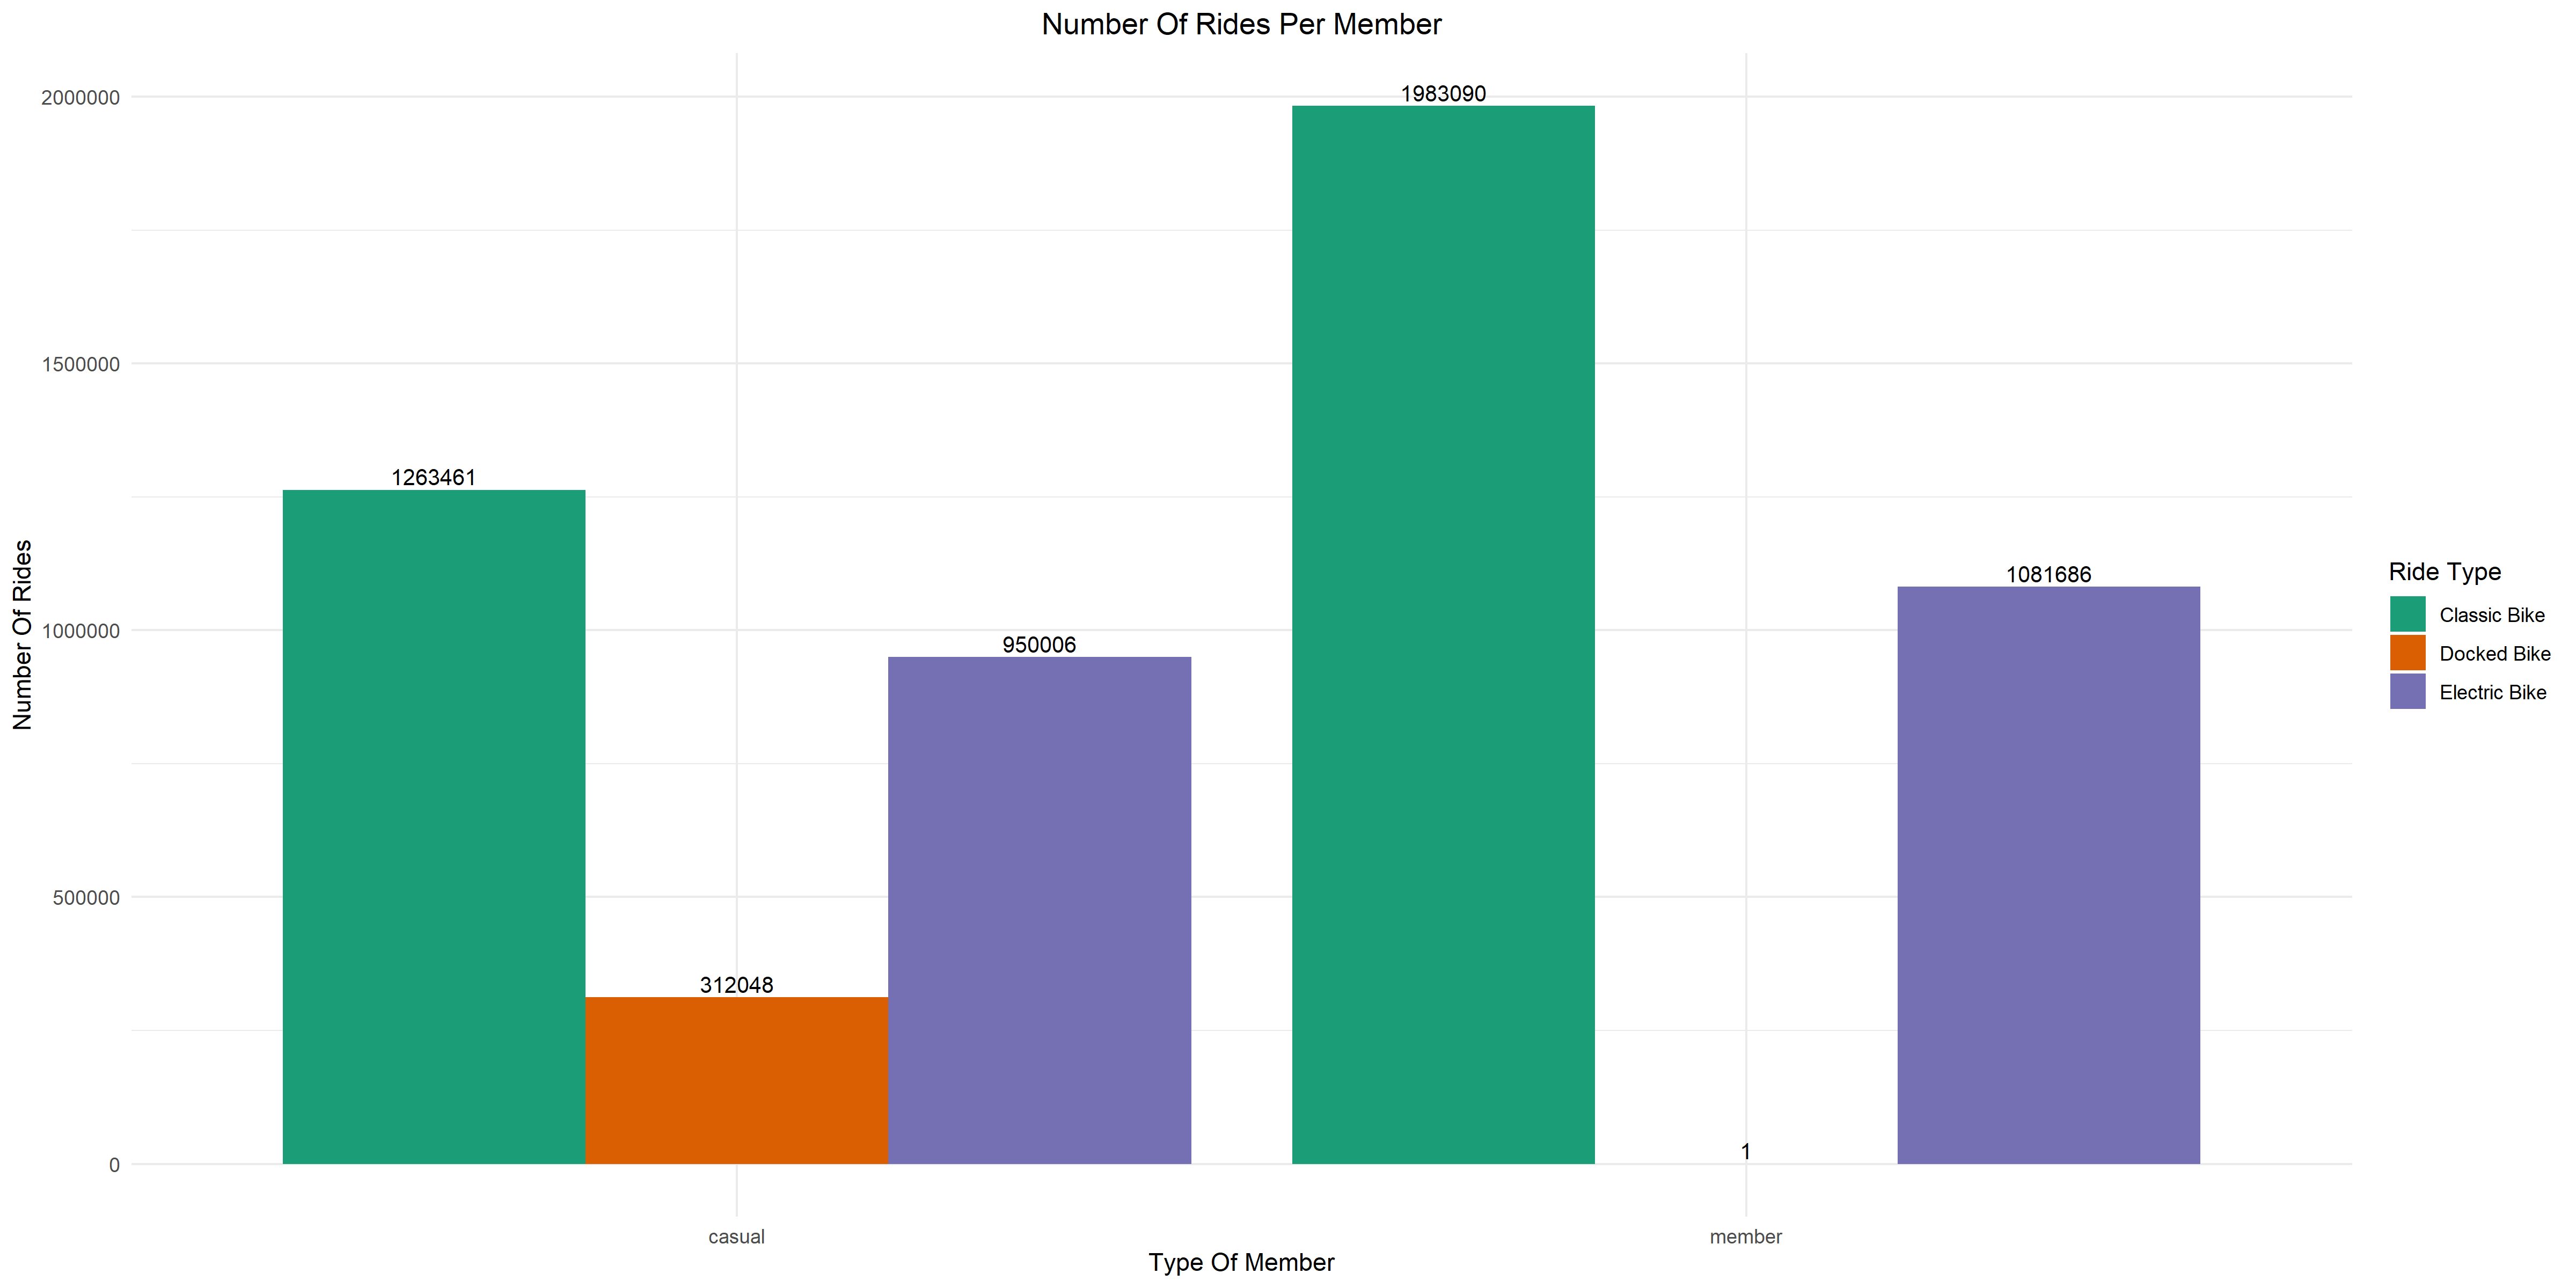 Number Of Rides Per Member
Number Of Rides
2000000
1500000
1000000
500000
0
1263461
312048
950006
1983090
1
1081686
casual
member
Type Of Member
Ride Type
Classic Bike
Docked Bike
Electric Bike